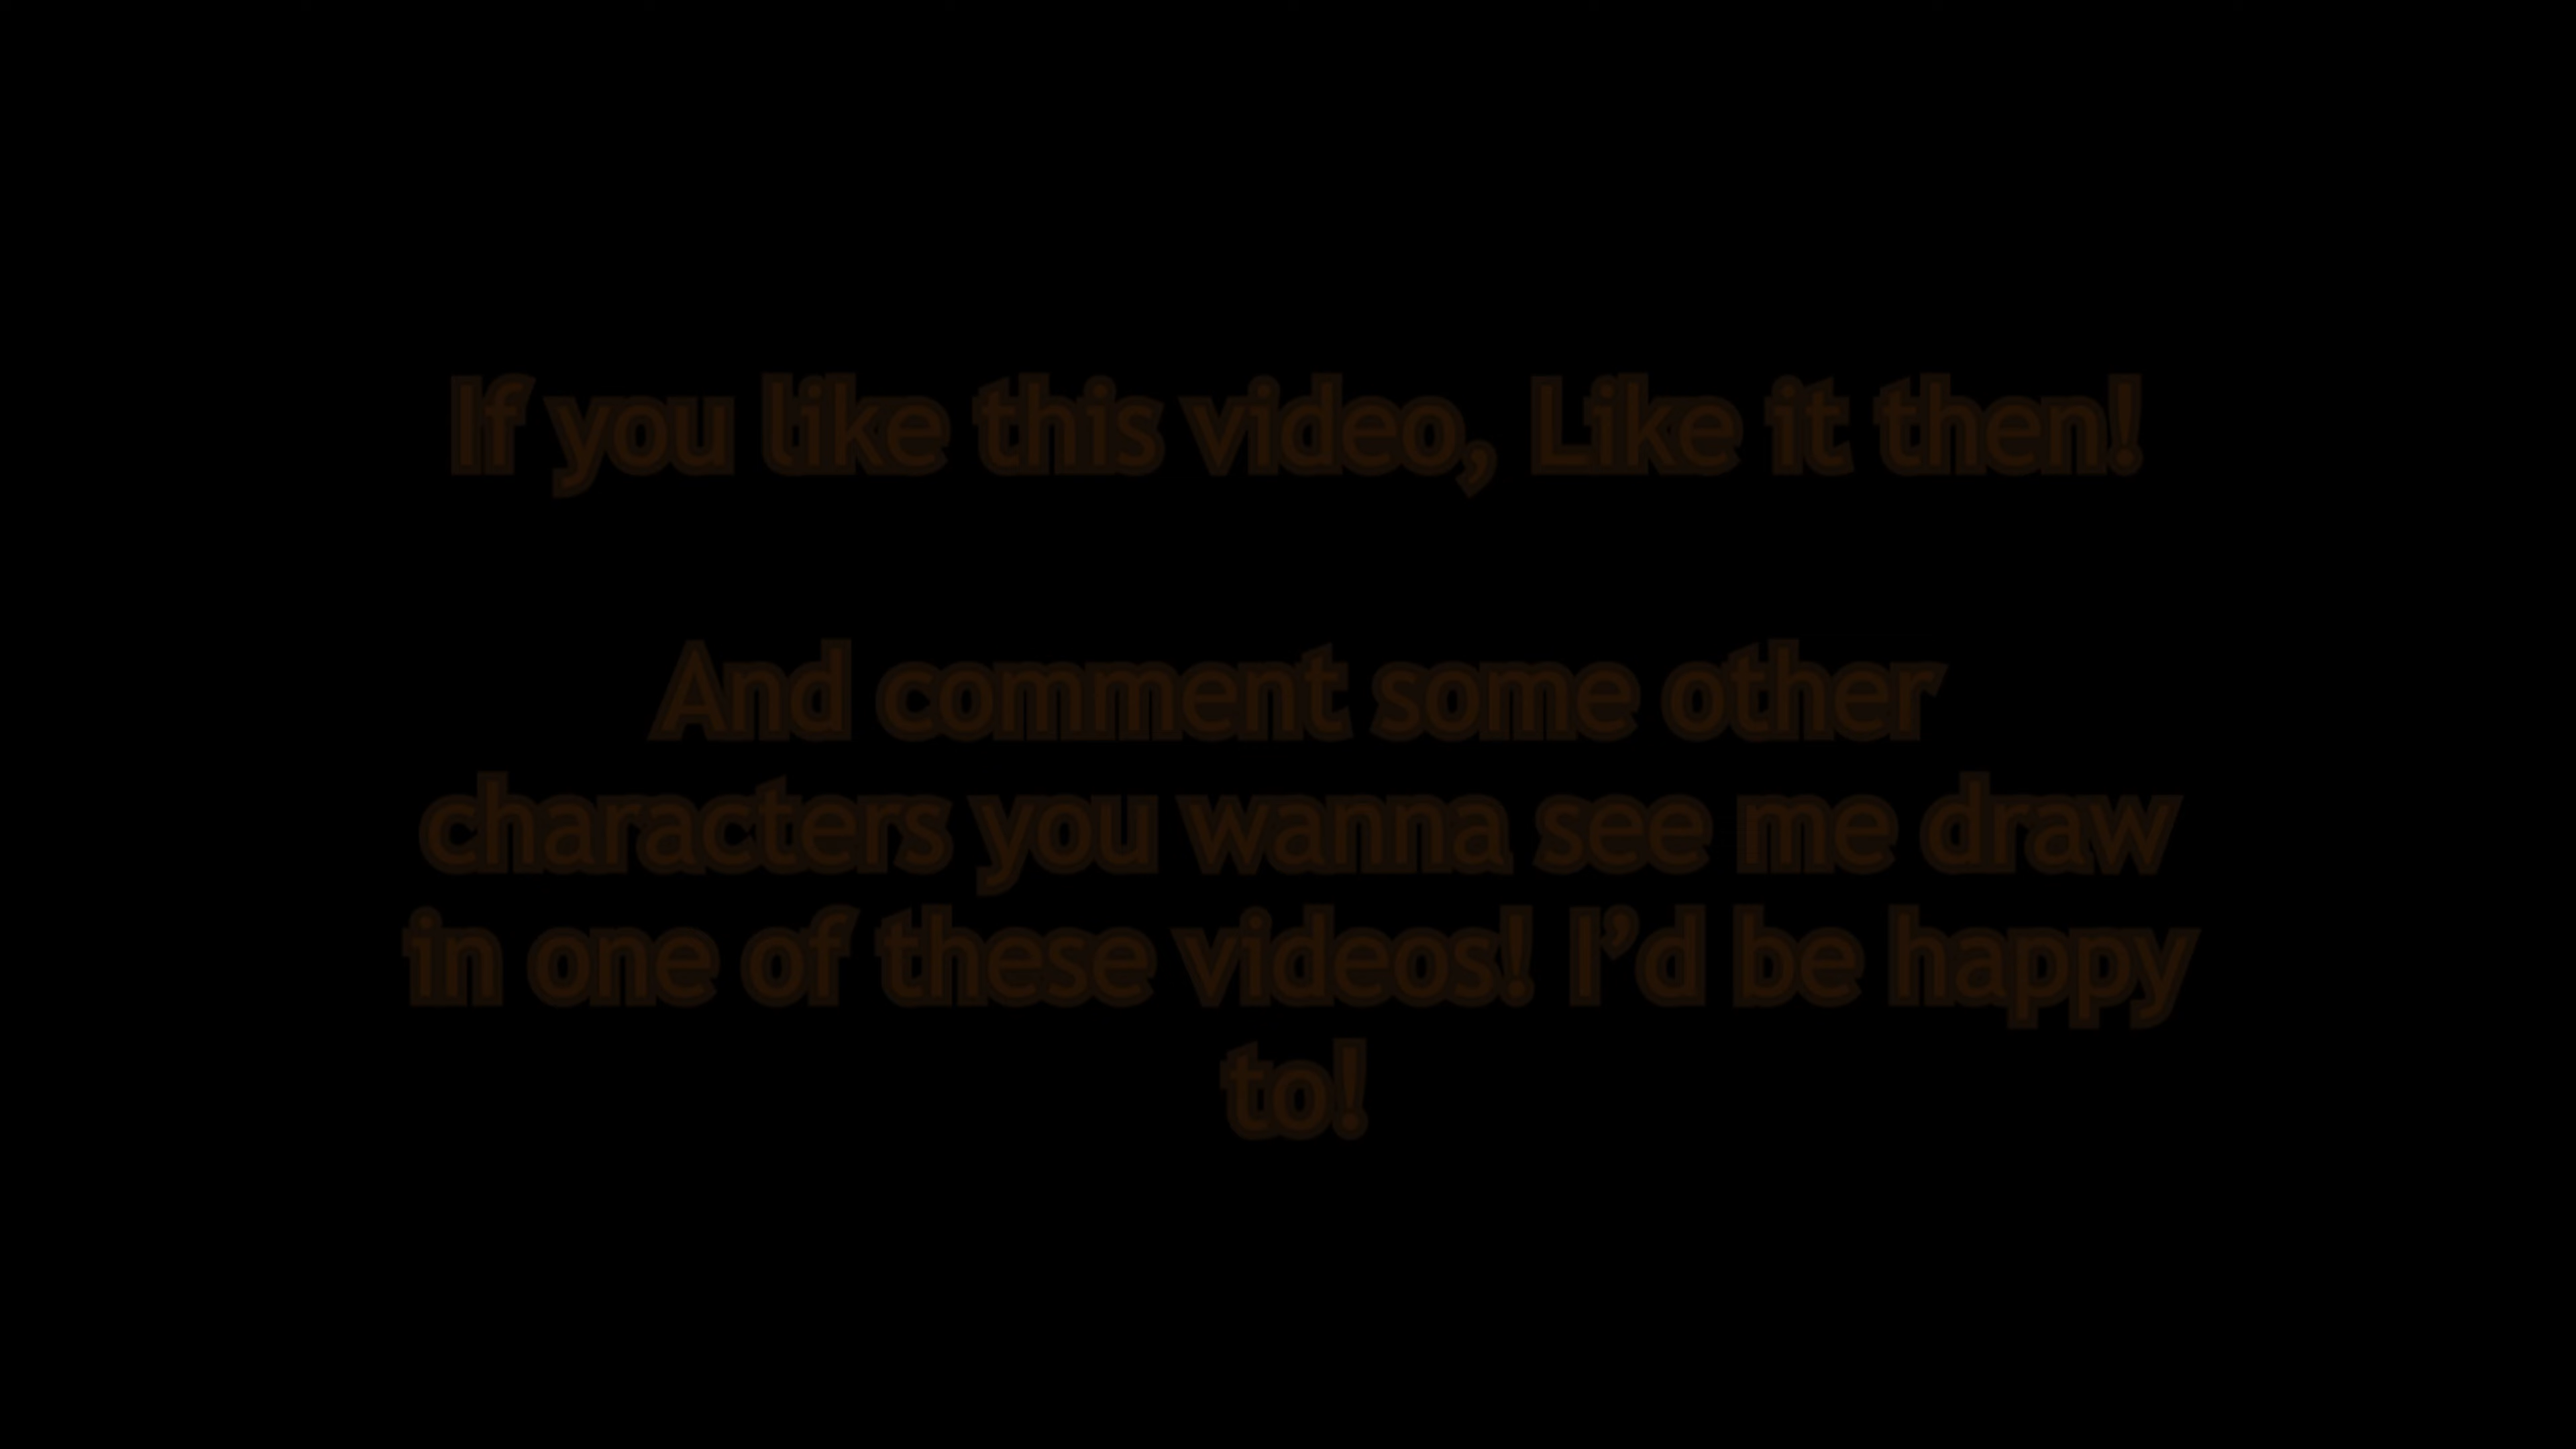 If you like this video, Like it then!
And comment some other
characters you wanna see me draw
in one of these videos! I’d be happy
to!